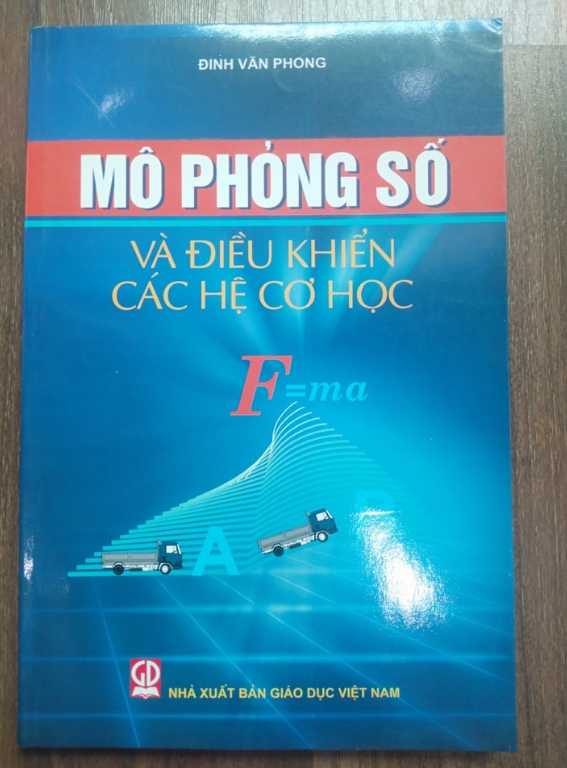 ĐINH VĂN PHONG
MÔ PHỎNG SỐ
VÀ ĐIỀU KHIỂN
CÁC HỆ CƠ HỌC
F=ma
A
B
GD
NHÀ XUẤT BẢN GIÁO DỤC VIỆT NAM